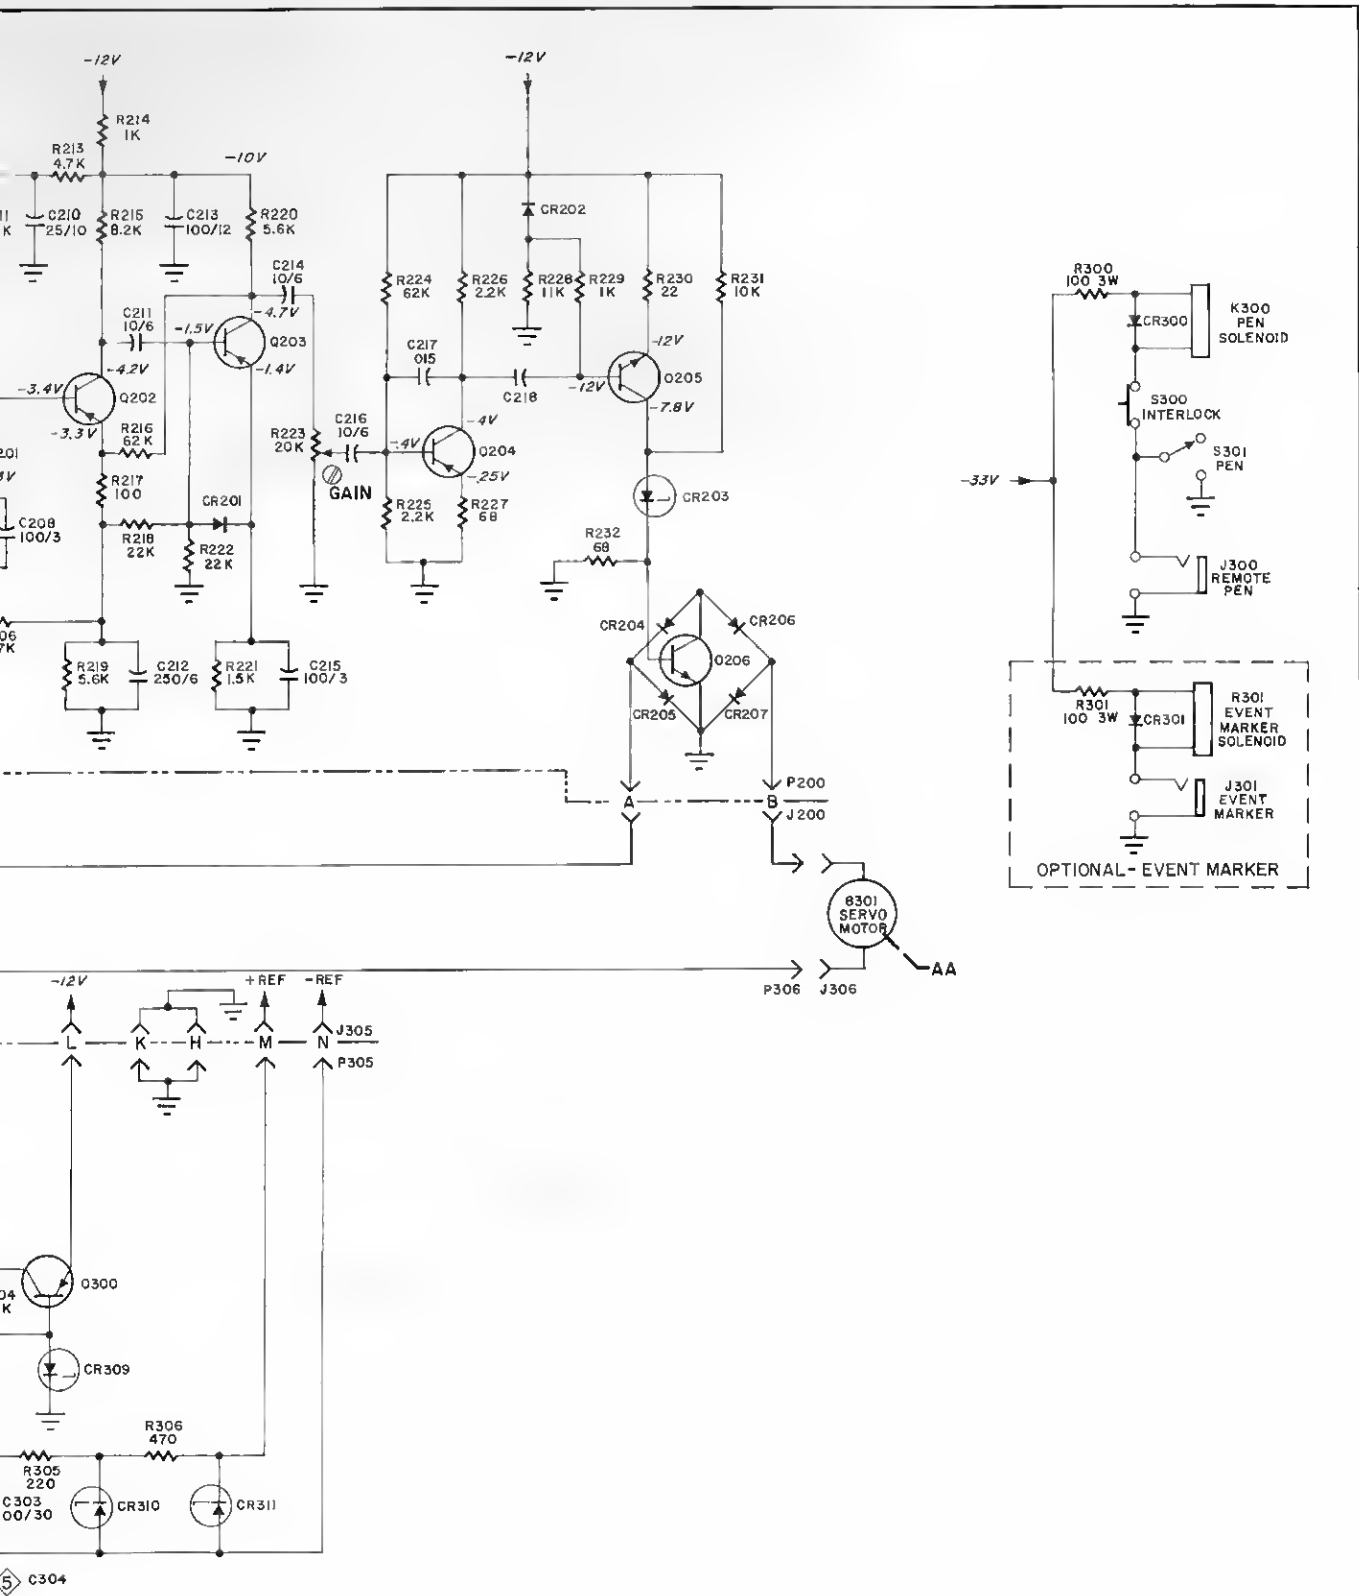 -12V
-12V
R214
1K
R213
4.7K
-10V
C210
25/10
R215
8.2K
C213
100/12
R220
5.6K
CR202
K
C214
10/6
R224
62K
R226
2.2K
R228
11K
R229
1K
R230
22
R231
10K
R300
100 3W
K300
PEN
SOLENOID
CR300
C211
10/6
-1.5V
-4.7V
Q203
-1.4V
-4.2V
C217
015
-12V
-12V
Q205
C218
-7.8V
-3.4V
Q202
-3.3V
R216
62K
R223
20K
C216
10/6
-4V
-.4V
Q204
-.25V
S300
INTERLOCK
S301
PEN
GAIN
R217
100
CR201
R225
2.2K
R227
68
CR203
-33V
C208
100/3
R218
22K
R222
22K
R232
68
J300
REMOTE
PEN
CR204
CR206
Q206
06
7K
R219
5.6K
C212
250/6
R221
1.5K
C215
100/3
CR205
CR207
R301
100 3W
CR301
R301
EVENT
MARKER
SOLENOID
P200
A
B
J200
J301
EVENT
MARKER
OPTIONAL-EVENT MARKER
B301
SERVO
MOTOR
AA
P306
J306
-12V
+REF
-REF
J305
L
K
H
M
N
P305
Q300
04
K
CR309
R306
470
R305
220
C303
00/30
CR310
CR311
5
C304